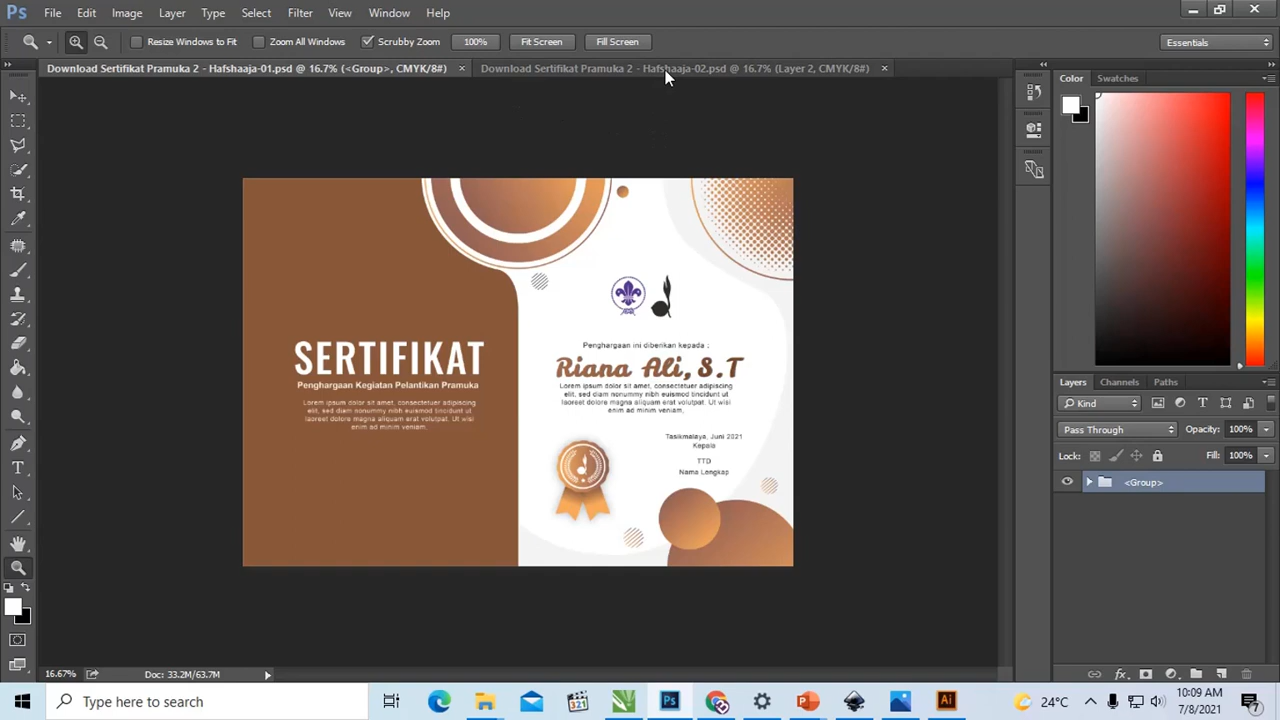 Ps File Edit Image Layer Type Select Filter View Window Help
Resize Windows to Fit Zoom All Windows Scrubby Zoom 100% Fit Screen Fill Screen Essentials
Download Sertifikat Pramuka 2 - Hafshaaja-01.psd @ 16.7% (<Group>, CMYK/8#) × Download Sertifikat Pramuka 2 - Hafshaaja-02.psd @ 16.7% (Layer 2, CMYK/8#) ×
Color Swatches
SERTIFIKAT
Penghargaan Kegiatan Pelantikan Pramuka
Lorem ipsum dolor sit amet, consectetuer adipiscing
elit, sed diam nonummy nibh euismod tincidunt ut
laoreet dolore magna aliquam erat volutpat. Ut wisi
enim ad minim veniam.
Penghargaan ini diberikan kepada :
Riana Ali, S.T
Lorem ipsum dolor sit amet, consectetuer adipiscing
elit, sed diam nonummy nibh euismod tincidunt ut
laoreet dolore magna aliquam erat volutpat. Ut wisi
enim ad minim veniam.
Tasikmalaya, Juni 2021
Kepala
TTD
Nama Lengkap
Layers Channels Paths
Kind
Pass Through Opacity: 100%
Lock: Fill: 100%
<Group>
16.67% Doc: 33.2M/63.7M
Type here to search
321
Ps
Ai
24°C
10:09 AM
7/8/2021
7